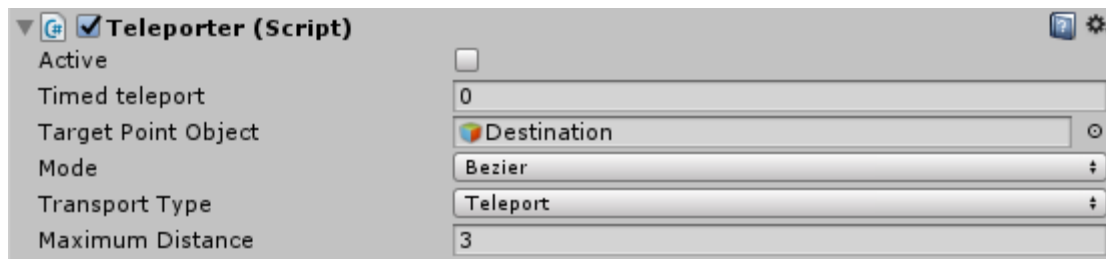 Teleporter (Script)
Active
Timed teleport 0
Target Point Object Destination
Mode Bezier
Transport Type Teleport
Maximum Distance 3